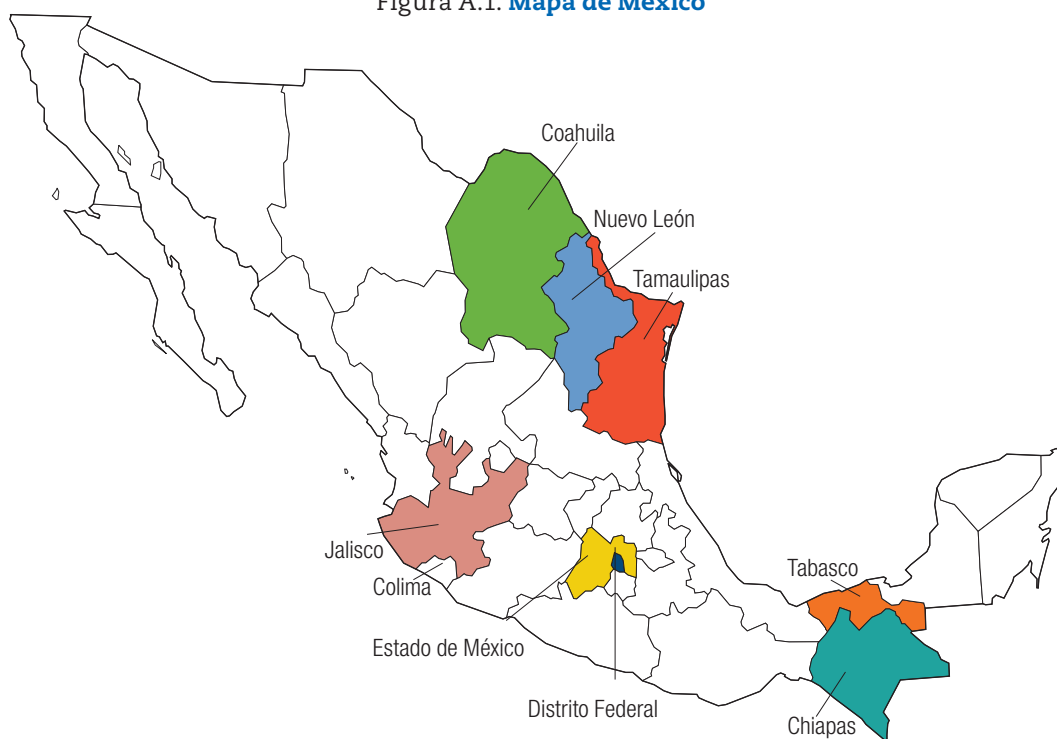 Figura A.1. Mapa de México
Coahuila
Nuevo León
Tamaulipas
Jalisco
Colima
Tabasco
Estado de México
Distrito Federal
Chiapas